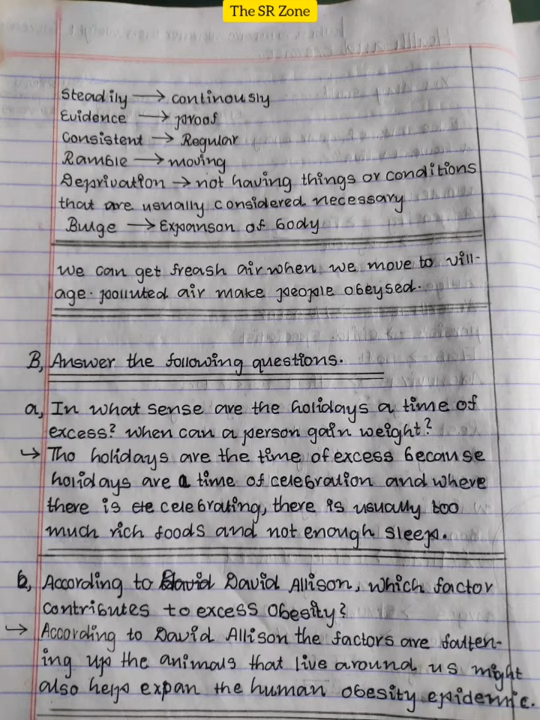 The SR Zone
Steadily → continously
Evidence → proof
Consistent → Regular
Ramble → moving
Deprivation → not having things or conditions
that are usually considered necessary
Bulge → Expanson of body
we can get freash air when we move to vill-
age. polluted air make people obeysed.
B, Answer the following questions.
a, In what sense are the holidays a time of
excess? when can a person gain weight?
→ Tho holidays are the time of excess because
holidays are a time of celebration and where
there is celebrating, there is usually too
much rich foods and not enough sleep.
b, According to David Allison, which factor
contributes to excess obesity?
→ According to David Allison the factors are fatten-
ing up the animals that live around us might
also help expan the human obesity epidemic.